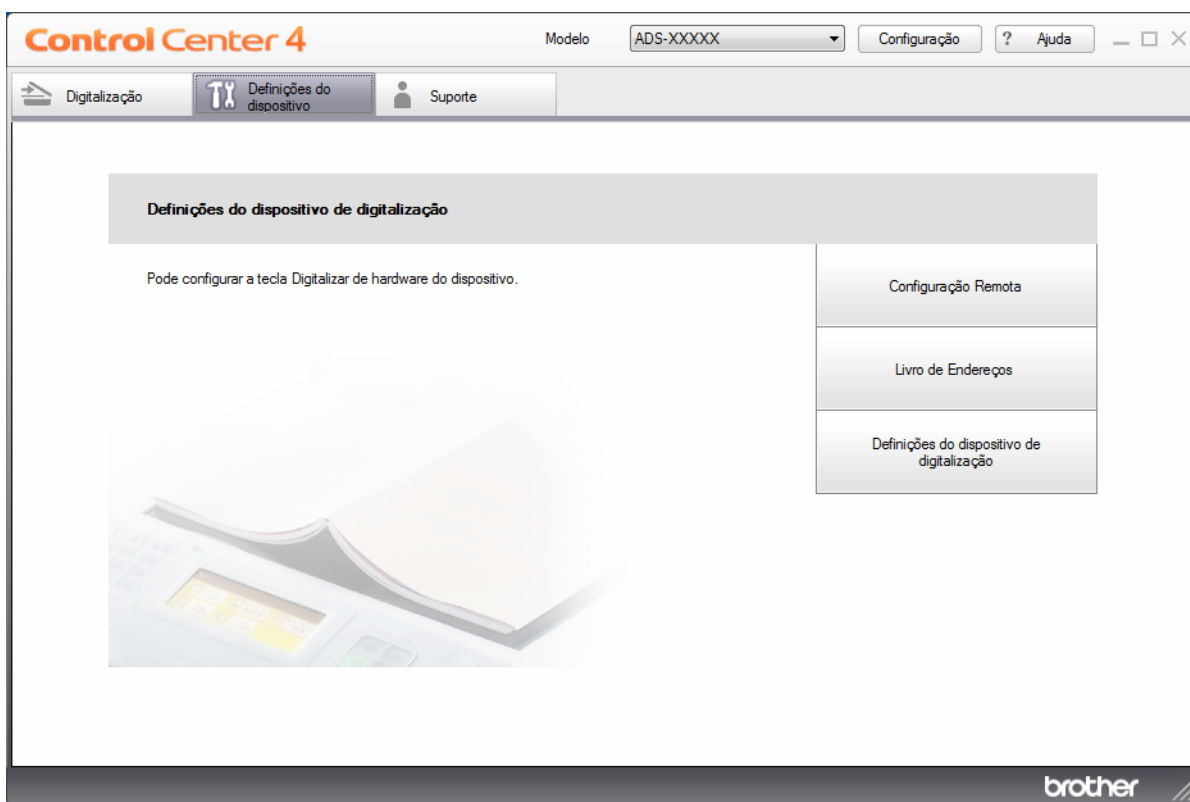 Control Center 4
Modelo
ADS-XXXXX
Configuração
? Ajuda
Digitalização
Definições do
dispositivo
Suporte
Definições do dispositivo de digitalização
Pode configurar a tecla Digitalizar de hardware do dispositivo.
Configuração Remota
Livro de Endereços
Definições do dispositivo de
digitalização
brother